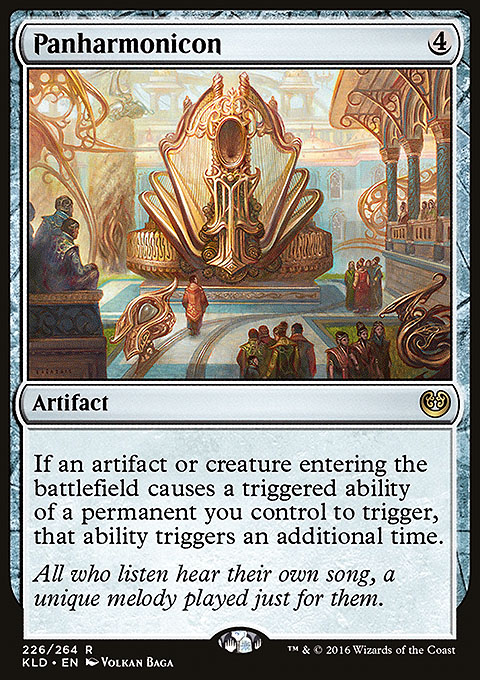 Panharmonicon 4
Artifact
If an artifact or creature entering the
battlefield causes a triggered ability
of a permanent you control to trigger,
that ability triggers an additional time.
All who listen hear their own song, a
unique melody played just for them.
226/264 R
KLD • EN Volkan Baga
™ & © 2016 Wizards of the Coast